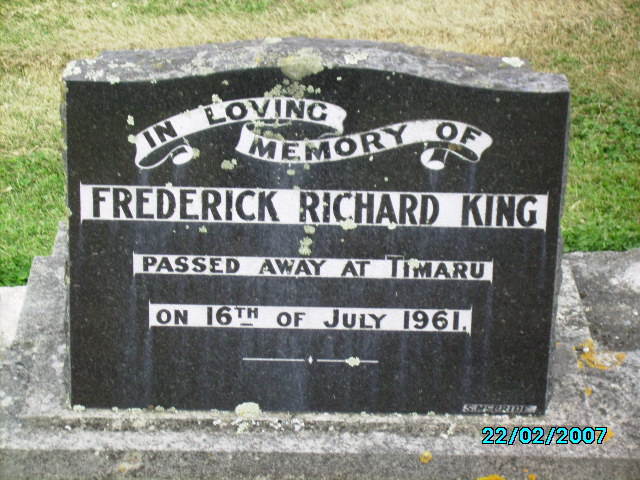 IN LOVING
MEMORY OF
FREDERICK RICHARD KING
PASSED AWAY AT TIMARU
ON 16TH OF JULY 1961.
S. MCBRIDE.
22/02/2007